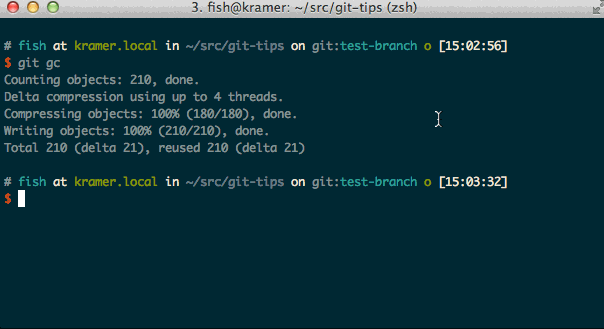 3. fish@kramer: ~/src/git-tips (zsh)
# fish at kramer.local in ~/src/git-tips on git:test-branch o [15:02:56]
$ git gc
Counting objects: 210, done.
Delta compression using up to 4 threads.
Compressing objects: 100% (180/180), done.
Writing objects: 100% (210/210), done.
Total 210 (delta 21), reused 210 (delta 21)
# fish at kramer.local in ~/src/git-tips on git:test-branch o [15:03:32]
$